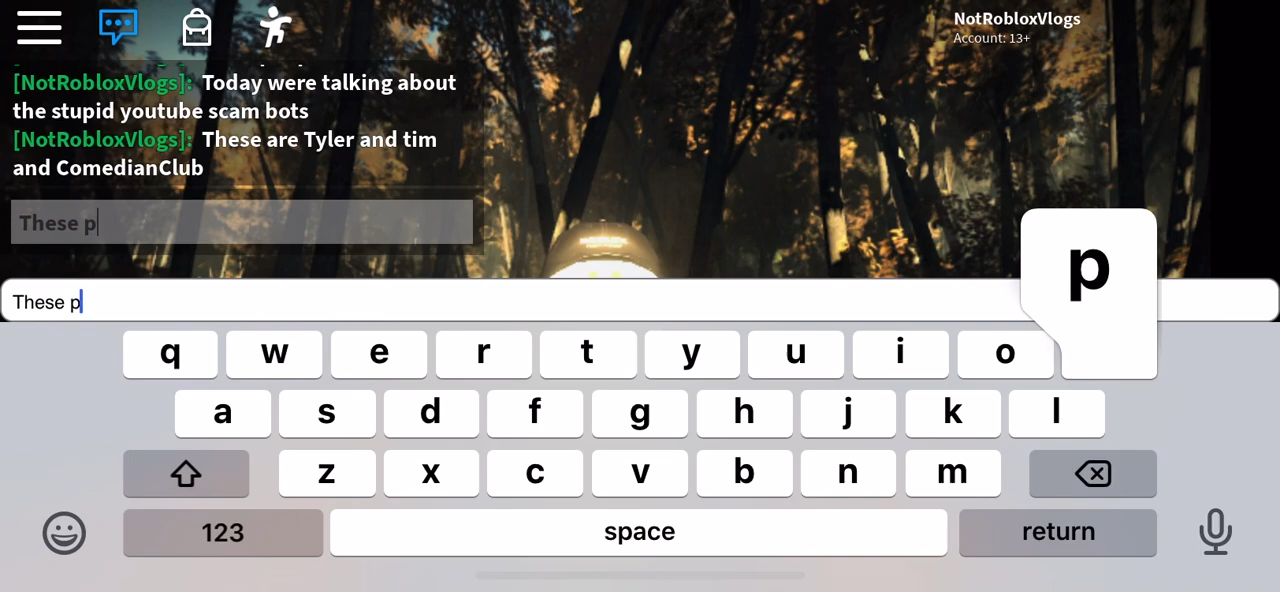 NotRobloxVlogs
Account: 13+
[NotRobloxVlogs]: Today were talking about
the stupid youtube scam bots
[NotRobloxVlogs]: These are Tyler and tim
and ComedianClub
These p
These p
p
q w e r t y u i o
a s d f g h j k l
z x c v b n m
123 space return